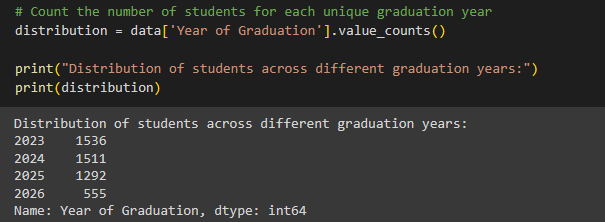 # Count the number of students for each unique graduation year
distribution = data['Year of Graduation'].value_counts()
print("Distribution of students across different graduation years:")
print(distribution)
Distribution of students across different graduation years:
2023    1536
2024    1511
2025    1292
2026     555
Name: Year of Graduation, dtype: int64